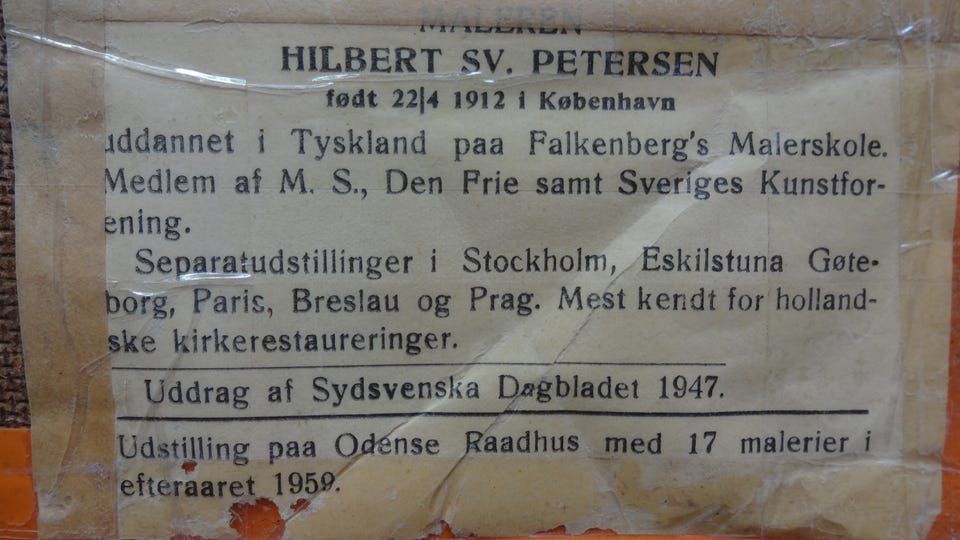 MALEREN
HILBERT SV. PETERSEN
født 22|4 1912 i København
uddannet i Tyskland paa Falkenberg's Malerskole.
Medlem af M. S., Den Frie samt Sveriges Kunstfor-
ening.
Separatudstillinger i Stockholm, Eskilstuna Gøte-
borg, Paris, Breslau og Prag. Mest kendt for holland-
ske kirkerestaureringer.
Uddrag af Sydsvenska Dagbladet 1947.
Udstilling paa Odense Raadhus med 17 malerier i
efteraaret 1959.